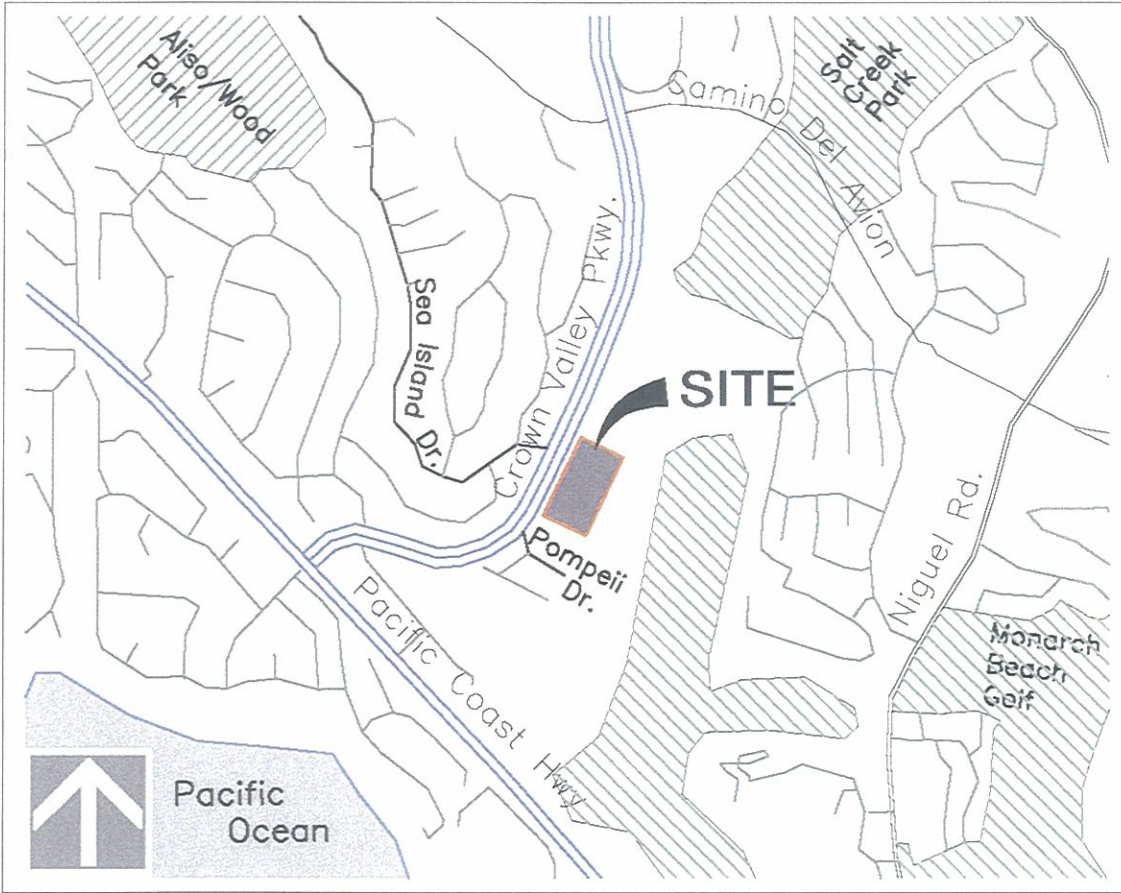 Aliso/Wood
Park
Salt
Creek
Park
Samino Del Avion
Crown Valley Pkwy.
Sea Island Dr.
SITE
Pompeii
Dr.
Niguel Rd.
Pacific Coast Hwy
Monarch
Beach
Golf
Pacific
Ocean